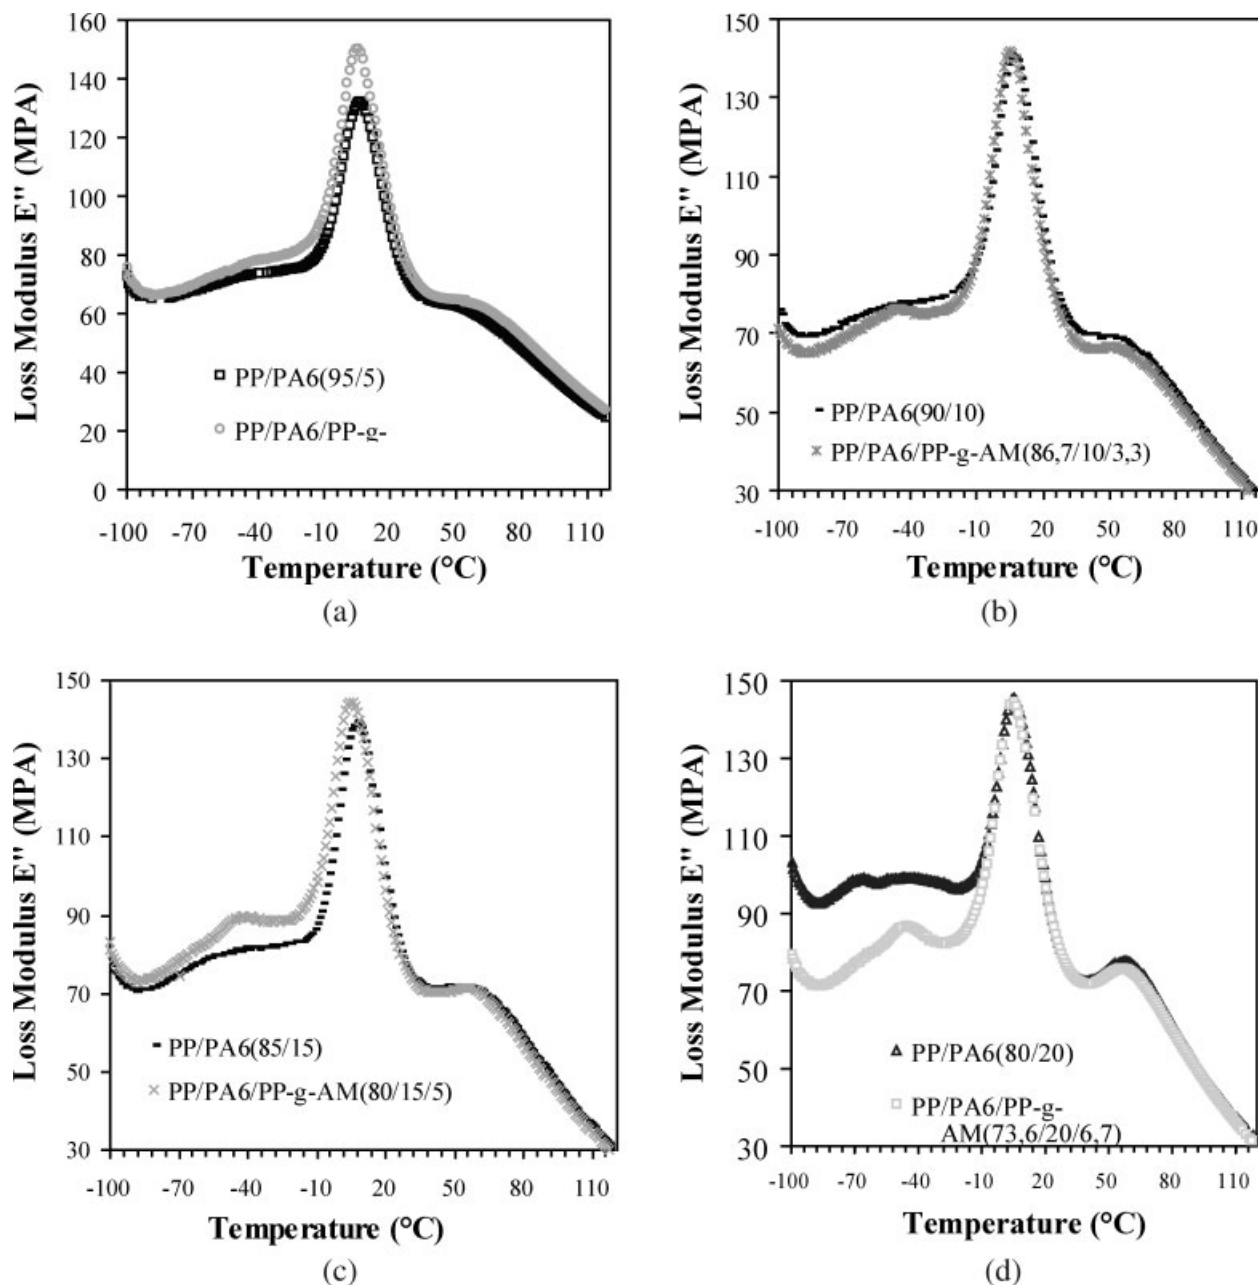 Loss Modulus E" (MPA)
160
140
120
100
80
60
40
20
0
PP/PA6(95/5)
PP/PA6/PP-g-
-100 -70 -40 -10 20 50 80 110
Temperature (°C)
(a)
Loss Modulus E" (MPA)
150
130
110
90
70
50
30
PP/PA6(90/10)
PP/PA6/PP-g-AM(86,7/10/3,3)
-100 -70 -40 -10 20 50 80 110
Temperature (°C)
(b)
Loss Modulus E" (MPA)
150
130
110
90
70
50
30
PP/PA6(85/15)
PP/PA6/PP-g-AM(80/15/5)
-100 -70 -40 -10 20 50 80 110
Temperature (°C)
(c)
Loss Modulus E" (MPA)
150
130
110
90
70
50
30
PP/PA6(80/20)
PP/PA6/PP-g-
AM(73,6/20/6,7)
-100 -70 -40 -10 20 50 80 110
Temperature (°C)
(d)